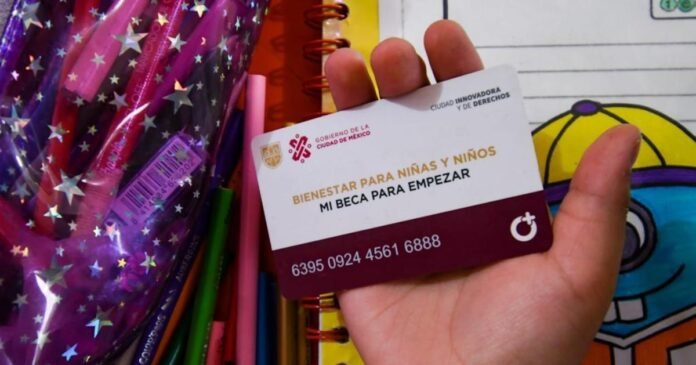 GOBIERNO DE LA
CIUDAD DE MÉXICO
CIUDAD INNOVADORA
Y DE DERECHOS
BIENESTAR PARA NIÑAS Y NIÑOS
MI BECA PARA EMPEZAR
6395 0924 4561 6888